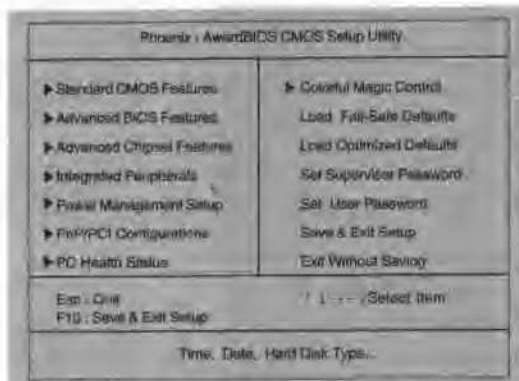 Phoenix - AwardBIOS CMOS Setup Utility
▶ Standard CMOS Features
▶ Advanced BIOS Features
▶ Advanced Chipset Features
▶ Integrated Peripherals
▶ Power Management Setup
▶ PnP/PCI Configurations
▶ PC Health Status
▶ Colorful Magic Control
Load Fail-Safe Defaults
Load Optimized Defaults
Set Supervisor Password
Set User Password
Save & Exit Setup
Exit Without Saving
Esc : Quit
F10 : Save & Exit Setup
↑ ↓ → ← : Select Item
Time, Date, Hard Disk Type...